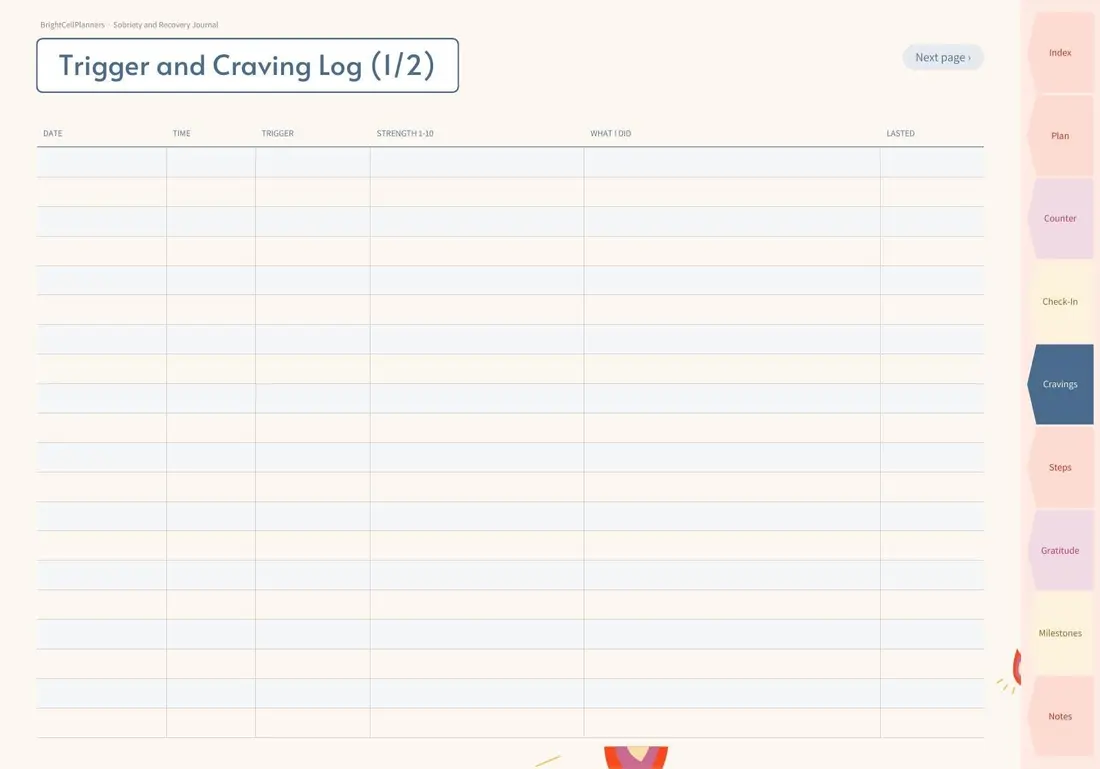 BrightCellPlanners · Sobriety and Recovery Journal
Trigger and Craving Log (1/2)
Next page ›
DATE TIME TRIGGER STRENGTH 1-10 WHAT I DID LASTED
Index
Plan
Counter
Check-In
Cravings
Steps
Gratitude
Milestones
Notes